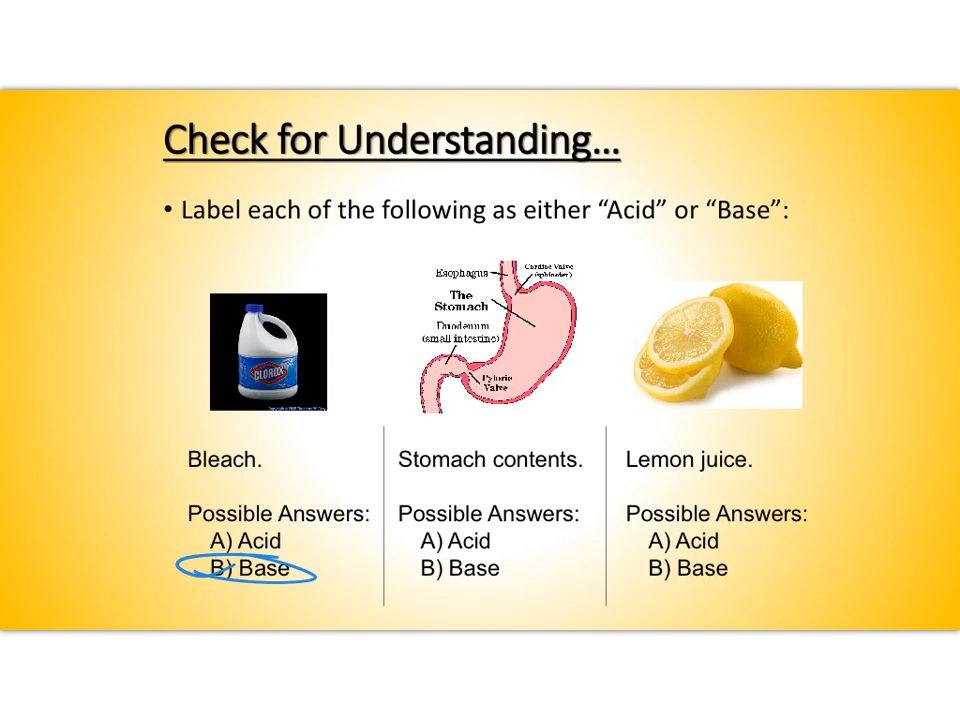 Check for Understanding...
• Label each of the following as either “Acid” or “Base”:
CLOROX
Esophagus
Cardiac Valve
(sphincter)
The
Stomach
Duodenum
(small intestine)
Pyloric
Valve
Bleach.
Possible Answers:
A) Acid
B) Base
Stomach contents.
Possible Answers:
A) Acid
B) Base
Lemon juice.
Possible Answers:
A) Acid
B) Base